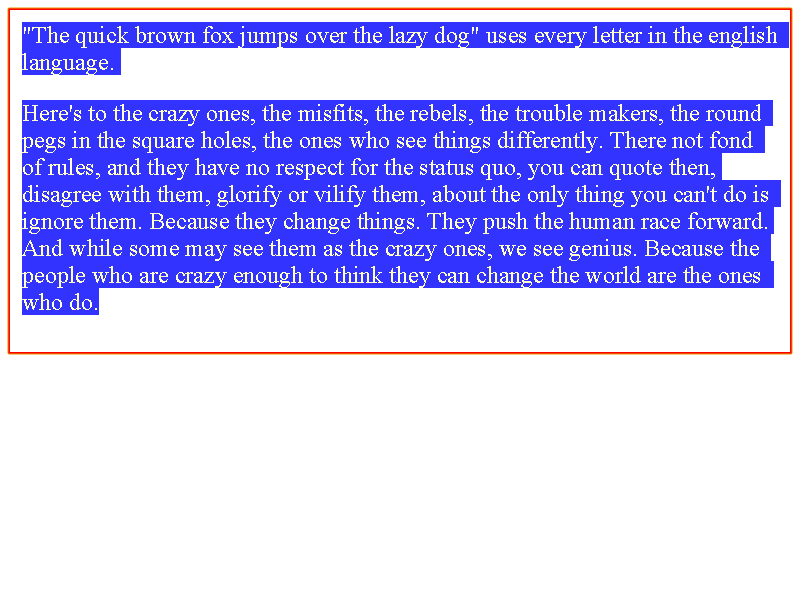 "The quick brown fox jumps over the lazy dog" uses every letter in the english
language.
Here's to the crazy ones, the misfits, the rebels, the trouble makers, the round
pegs in the square holes, the ones who see things differently. There not fond
of rules, and they have no respect for the status quo, you can quote then,
disagree with them, glorify or vilify them, about the only thing you can't do is
ignore them. Because they change things. They push the human race forward.
And while some may see them as the crazy ones, we see genius. Because the
people who are crazy enough to think they can change the world are the ones
who do.